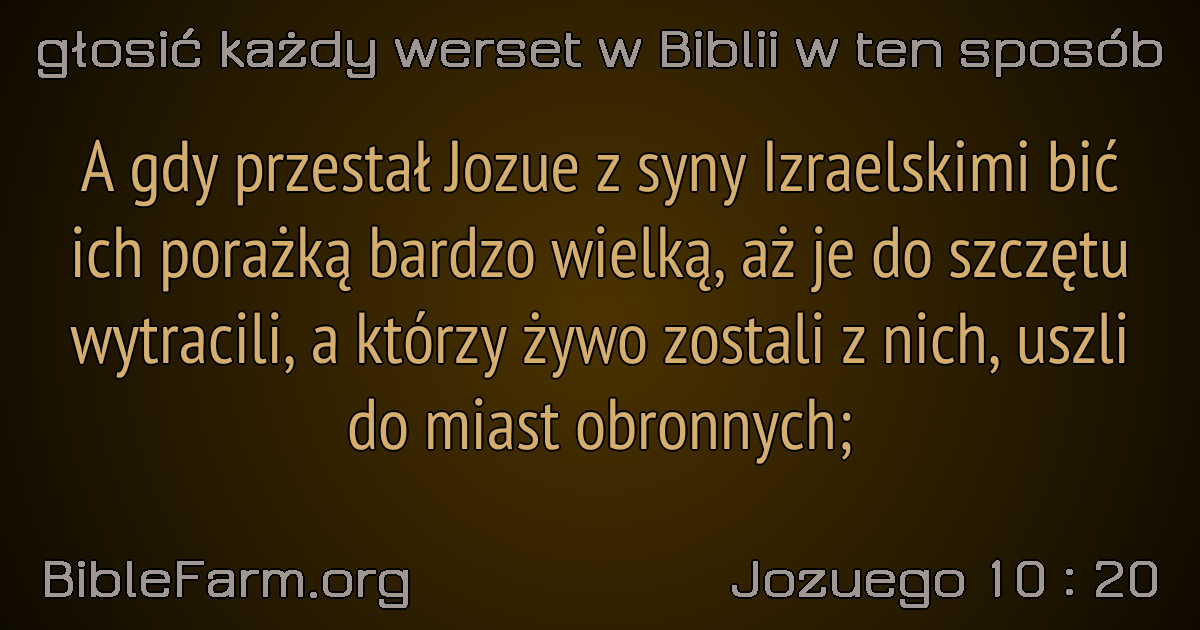 głosić każdy werset w Biblii w ten sposób
A gdy przestał Jozue z syny Izraelskimi bić
ich porażką bardzo wielką, aż je do szczętu
wytracili, a którzy żywo zostali z nich, uszli
do miast obronnych;
BibleFarm.org
Jozuego 10 : 20